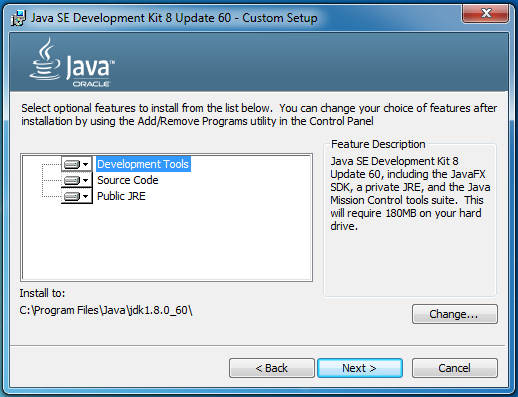 Java SE Development Kit 8 Update 60 - Custom Setup
Java™
ORACLE
Select optional features to install from the list below. You can change your choice of features after
installation by using the Add/Remove Programs utility in the Control Panel
Development Tools
Source Code
Public JRE
Feature Description
Java SE Development Kit 8
Update 60, including the JavaFX
SDK, a private JRE, and the Java
Mission Control tools suite. This
will require 180MB on your hard
drive.
Install to:
C:\Program Files\Java\jdk1.8.0_60\
Change...
< Back
Next >
Cancel